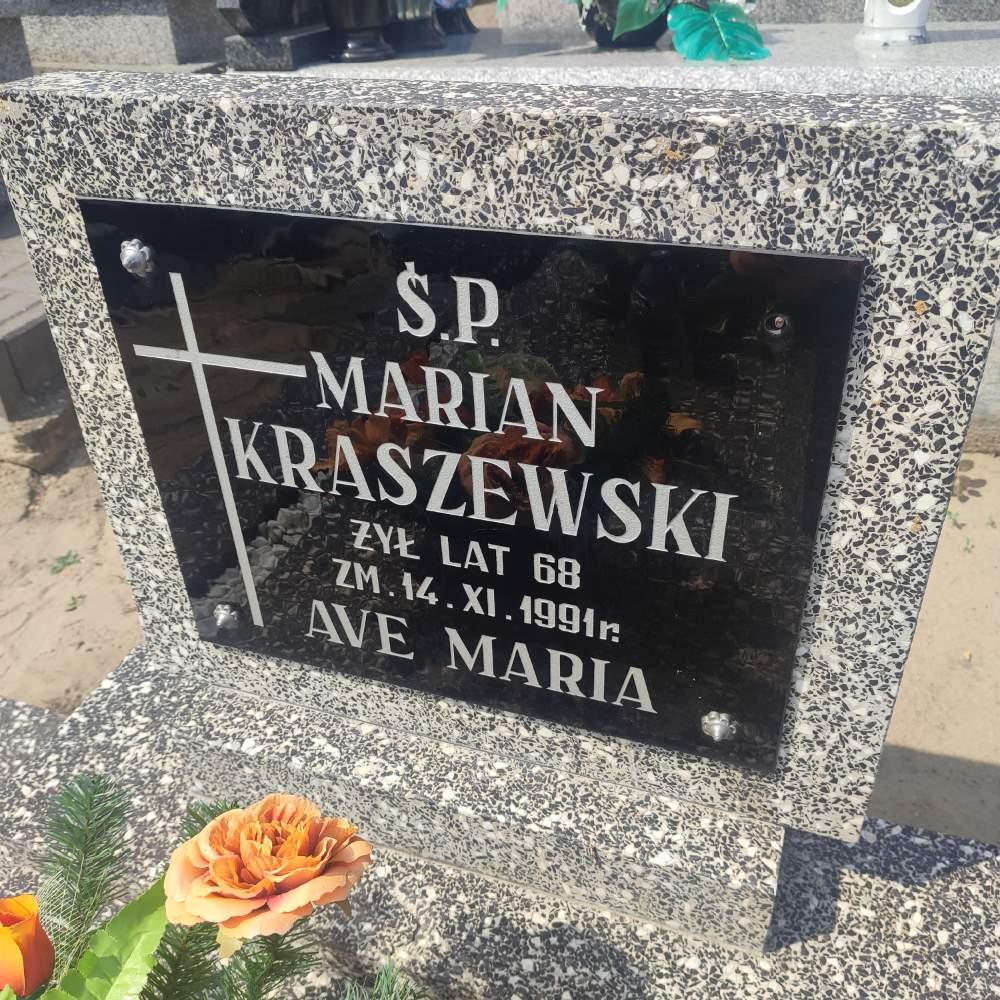 Ś.P.
MARIAN
KRASZEWSKI
ŻYŁ LAT 68
ZM. 14. XI. 1991r.
AVE MARIA